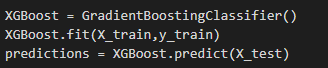 XGBoost = GradientBoostingClassifier()
XGBoost.fit(X_train,y_train)
predictions = XGBoost.predict(X_test)